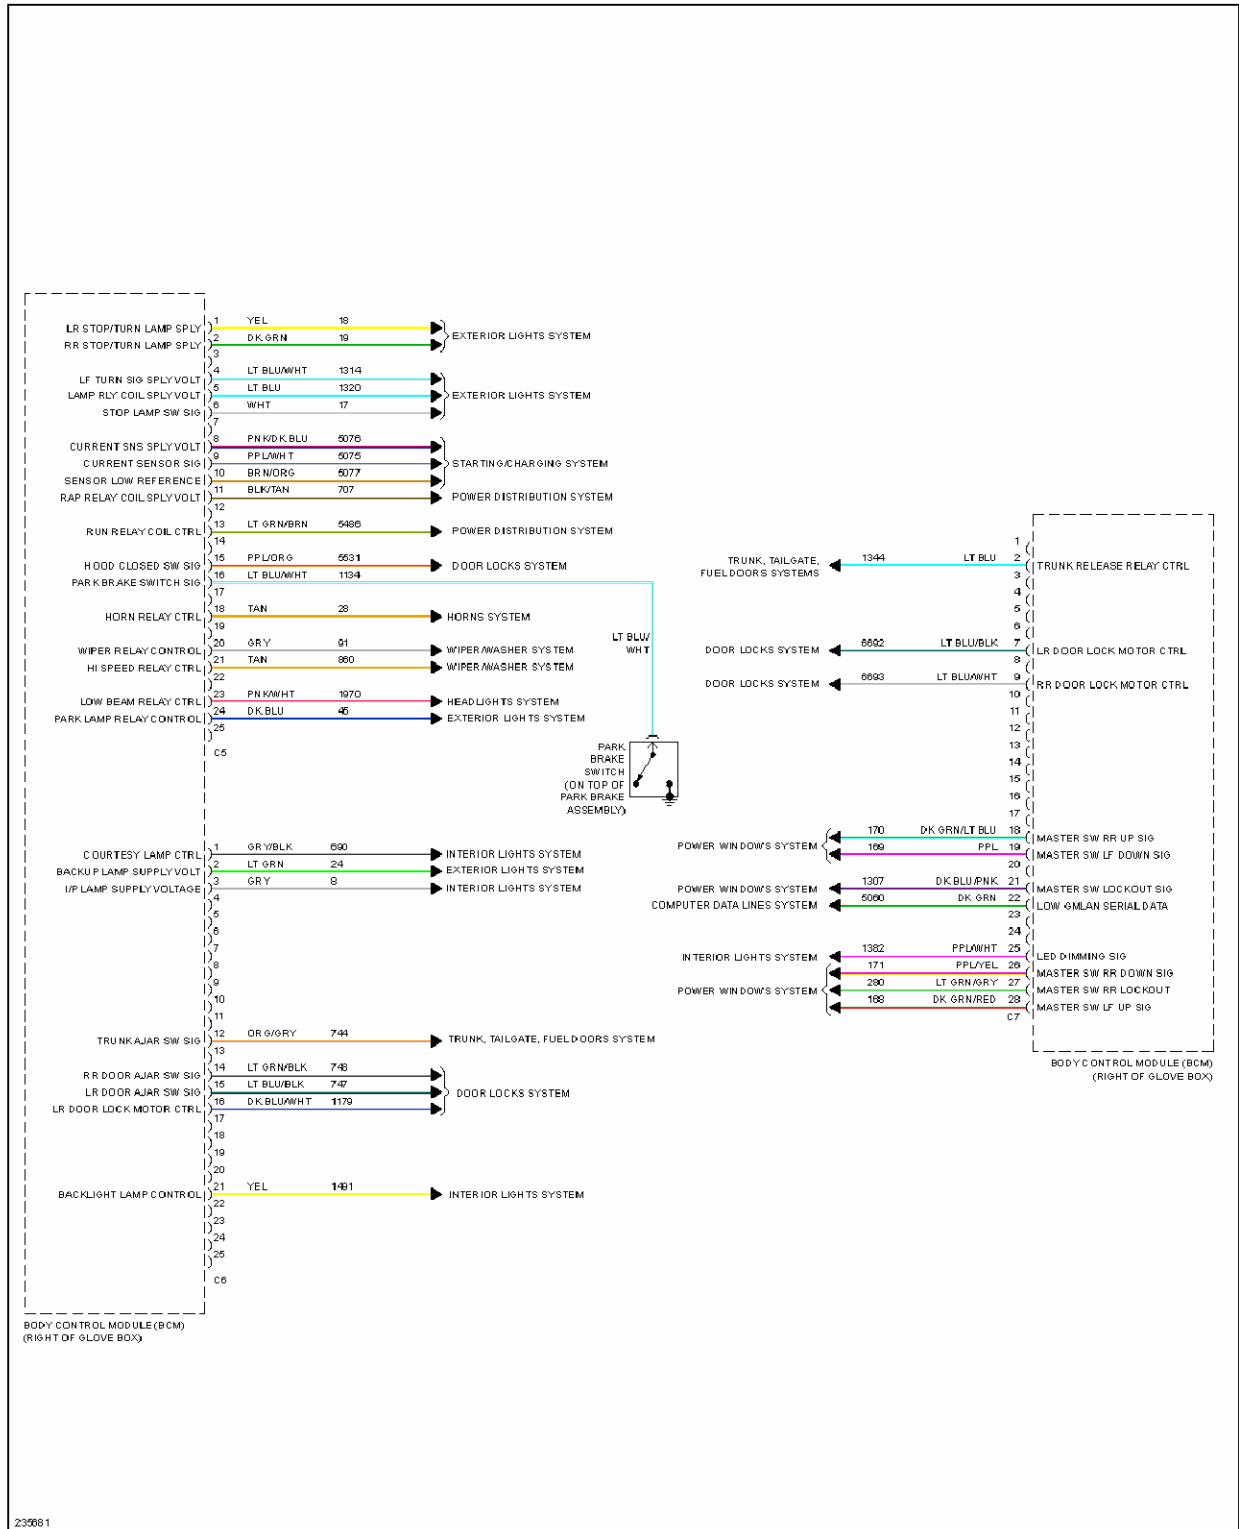 LR STOP/TURN LAMP SPLY 1 YEL 18
RR STOP/TURN LAMP SPLY 2 DK GRN 19
EXTERIOR LIGHTS SYSTEM
3
LF TURN SIG SPLY VOLT 4 LT BLU/WHT 1314
LAMP RLY COIL SPLY VOLT 5 LT BLU 1320
EXTERIOR LIGHTS SYSTEM
STOP LAMP SW SIG 6 WHT 17
7
CURRENT SNS SPLY VOLT 8 PNK/DK BLU 5076
CURRENT SENSOR SIG 9 PPL/WHT 5075
STARTING/CHARGING SYSTEM
SENSOR LOW REFERENCE 10 BRN/ORG 5077
RAP RELAY COIL SPLY VOLT 11 BLK/TAN 707 POWER DISTRIBUTION SYSTEM
12
RUN RELAY COIL CTRL 13 LT GRN/BRN 5486 POWER DISTRIBUTION SYSTEM
14
HOOD CLOSED SW SIG 15 PPL/ORG 5531 DOOR LOCKS SYSTEM
PARK BRAKE SWITCH SIG 16 LT BLU/WHT 1134
17
HORN RELAY CTRL 18 TAN 28 HORNS SYSTEM
19
WIPER RELAY CONTROL 20 GRY 91 WIPER/WASHER SYSTEM
HI SPEED RELAY CTRL 21 TAN 860 WIPER/WASHER SYSTEM
22
LOW BEAM RELAY CTRL 23 PNK/WHT 1970 HEADLIGHTS SYSTEM
PARK LAMP RELAY CONTROL 24 DK BLU 45 EXTERIOR LIGHTS SYSTEM
25
C5
LT BLU/
WHT
PARK
BRAKE
SWITCH
(ON TOP OF
PARK BRAKE
ASSEMBLY)
COURTESY LAMP CTRL 1 GRY/BLK 690 INTERIOR LIGHTS SYSTEM
BACKUP LAMP SUPPLY VOLT 2 LT GRN 24 EXTERIOR LIGHTS SYSTEM
I/P LAMP SUPPLY VOLTAGE 3 GRY 8 INTERIOR LIGHTS SYSTEM
4
5
6
7
8
9
10
11
TRUNK AJAR SW SIG 12 ORG/GRY 744 TRUNK, TAILGATE, FUEL DOORS SYSTEM
13
RR DOOR AJAR SW SIG 14 LT GRN/BLK 748
LR DOOR AJAR SW SIG 15 LT BLU/BLK 747
DOOR LOCKS SYSTEM
LR DOOR LOCK MOTOR CTRL 16 DK BLU/WHT 1179
17
18
19
20
BACKLIGHT LAMP CONTROL 21 YEL 1491 INTERIOR LIGHTS SYSTEM
22
23
24
25
C6
BODY CONTROL MODULE (BCM)
(RIGHT OF GLOVE BOX)
1
TRUNK, TAILGATE, 1344 LT BLU 2 TRUNK RELEASE RELAY CTRL
FUEL DOORS SYSTEMS
3
4
5
6
DOOR LOCKS SYSTEM 6692 LT BLU/BLK 7 LR DOOR LOCK MOTOR CTRL
8
DOOR LOCKS SYSTEM 6693 LT BLU/WHT 9 RR DOOR LOCK MOTOR CTRL
10
11
12
13
14
15
16
17
170 DK GRN/LT BLU 18 MASTER SW RR UP SIG
POWER WINDOWS SYSTEM
169 PPL 19 MASTER SW LF DOWN SIG
20
POWER WINDOWS SYSTEM 1307 DK BLU/PNK 21 MASTER SW LOCKOUT SIG
COMPUTER DATA LINES SYSTEM 5060 DK GRN 22 LOW GMLAN SERIAL DATA
23
24
INTERIOR LIGHTS SYSTEM 1382 PPL/WHT 25 LED DIMMING SIG
171 PPL/YEL 26 MASTER SW RR DOWN SIG
POWER WINDOWS SYSTEM 280 LT GRN/GRY 27 MASTER SW RR LOCKOUT
168 DK GRN/RED 28 MASTER SW LF UP SIG
C7
BODY CONTROL MODULE (BCM)
(RIGHT OF GLOVE BOX)
235681